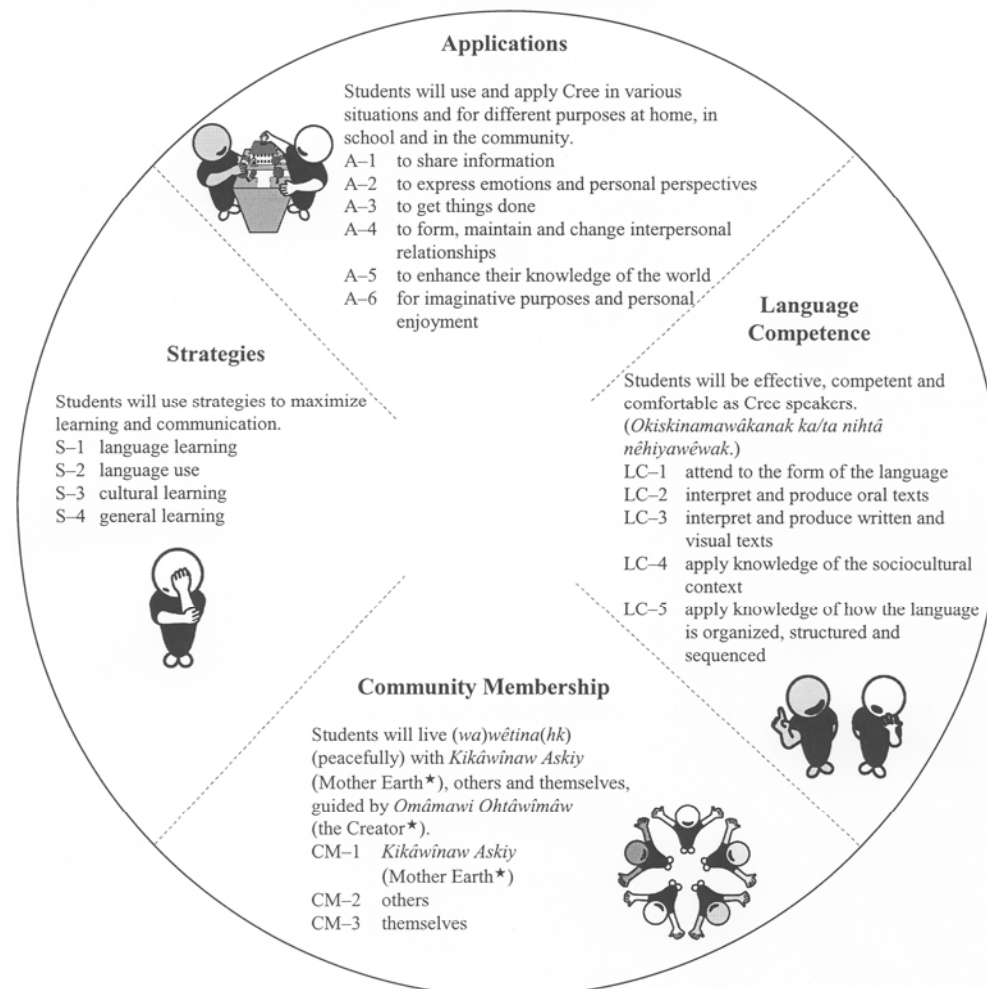 Applications
Students will use and apply Cree in various
situations and for different purposes at home, in
school and in the community.
A–1 to share information
A–2 to express emotions and personal perspectives
A–3 to get things done
A–4 to form, maintain and change interpersonal
relationships
A–5 to enhance their knowledge of the world
A–6 for imaginative purposes and personal
enjoyment
Language
Competence
Students will be effective, competent and
comfortable as Cree speakers.
(Okiskinamawâkanak ka/ta nihtâ
nêhiyawêwak.)
LC–1 attend to the form of the language
LC–2 interpret and produce oral texts
LC–3 interpret and produce written and
visual texts
LC–4 apply knowledge of the sociocultural
context
LC–5 apply knowledge of how the language
is organized, structured and
sequenced
Strategies
Students will use strategies to maximize
learning and communication.
S–1 language learning
S–2 language use
S–3 cultural learning
S–4 general learning
Community Membership
Students will live (wa)wêtina(hk)
(peacefully) with Kikâwînaw Askiy
(Mother Earth★), others and themselves,
guided by Omâmawi Ohtâwîmâw
(the Creator★).
CM–1 Kikâwînaw Askiy
(Mother Earth★)
CM–2 others
CM–3 themselves